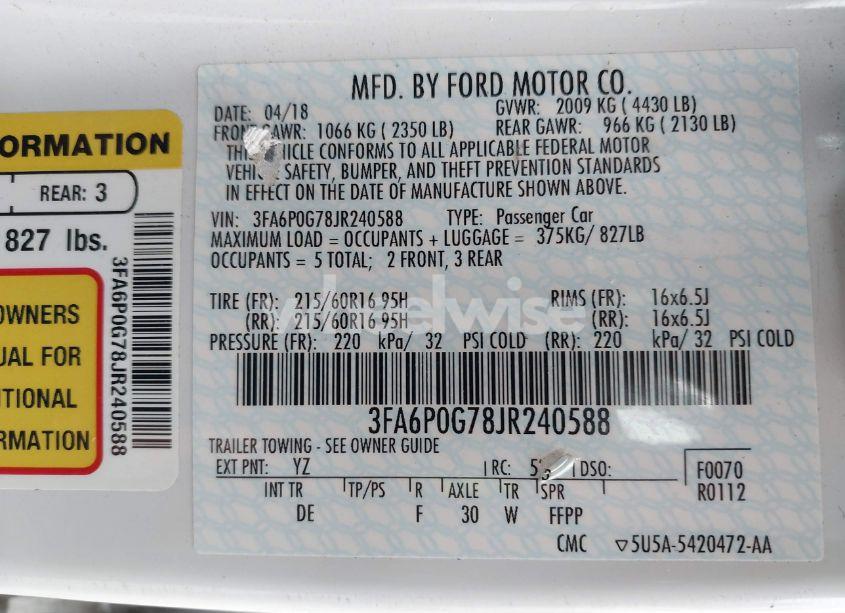 ORMATION
REAR: 3
827 lbs.
OWNERS
UAL FOR
ITIONAL
RMATION
3FA6P0G78JR240588
MFD. BY FORD MOTOR CO.
DATE: 04/18 GVWR: 2009 KG ( 4430 LB)
FRONT GAWR: 1066 KG ( 2350 LB) REAR GAWR: 966 KG ( 2130 LB)
THIS VEHICLE CONFORMS TO ALL APPLICABLE FEDERAL MOTOR
VEHICLE SAFETY, BUMPER, AND THEFT PREVENTION STANDARDS
IN EFFECT ON THE DATE OF MANUFACTURE SHOWN ABOVE.
VIN: 3FA6P0G78JR240588 TYPE: Passenger Car
MAXIMUM LOAD = OCCUPANTS + LUGGAGE = 375KG/ 827LB
OCCUPANTS = 5 TOTAL; 2 FRONT, 3 REAR
TIRE (FR): 215/60R16 95H RIMS (FR): 16x6.5J
(RR): 215/60R16 95H (RR): 16x6.5J
wheelwise
PRESSURE (FR): 220 kPa/ 32 PSI COLD (RR): 220 kPa/ 32 PSI COLD
3FA6P0G78JR240588
TRAILER TOWING - SEE OWNER GUIDE
EXT PNT: YZ RC: DSO: F0070
INT TR TP/PS R AXLE TR SPR R0112
DE F 30 W FFPP
CMC ▽5U5A-5420472-AA